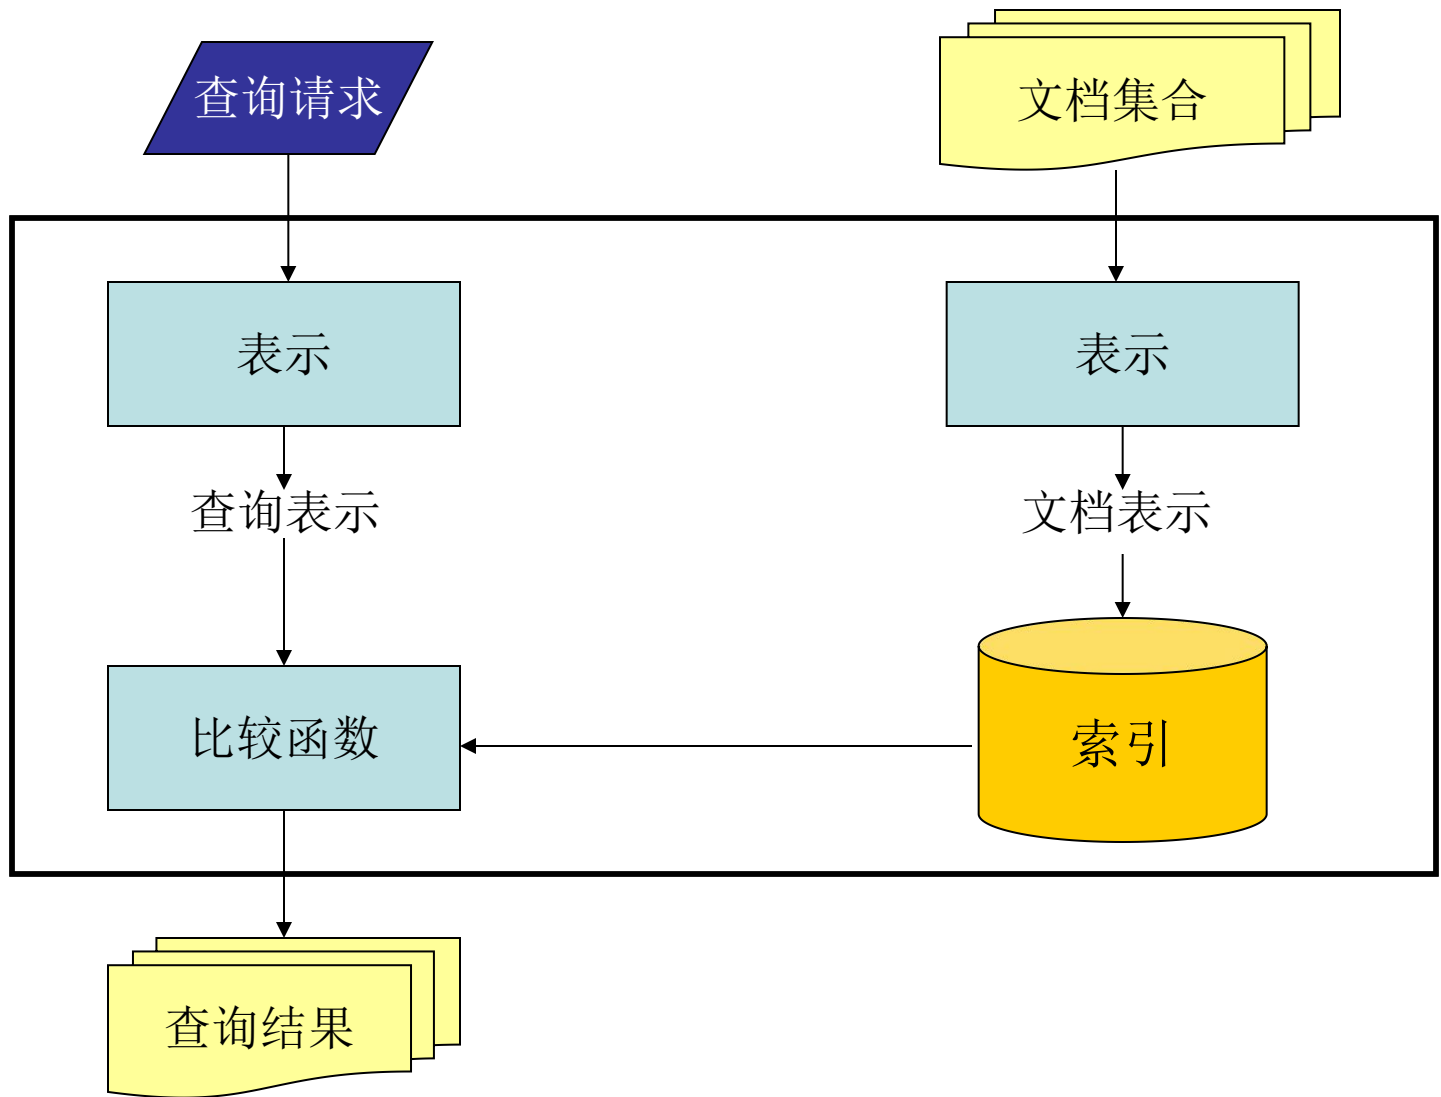 查询请求
文档集合
表示
表示
查询表示
文档表示
比较函数
索引
查询结果